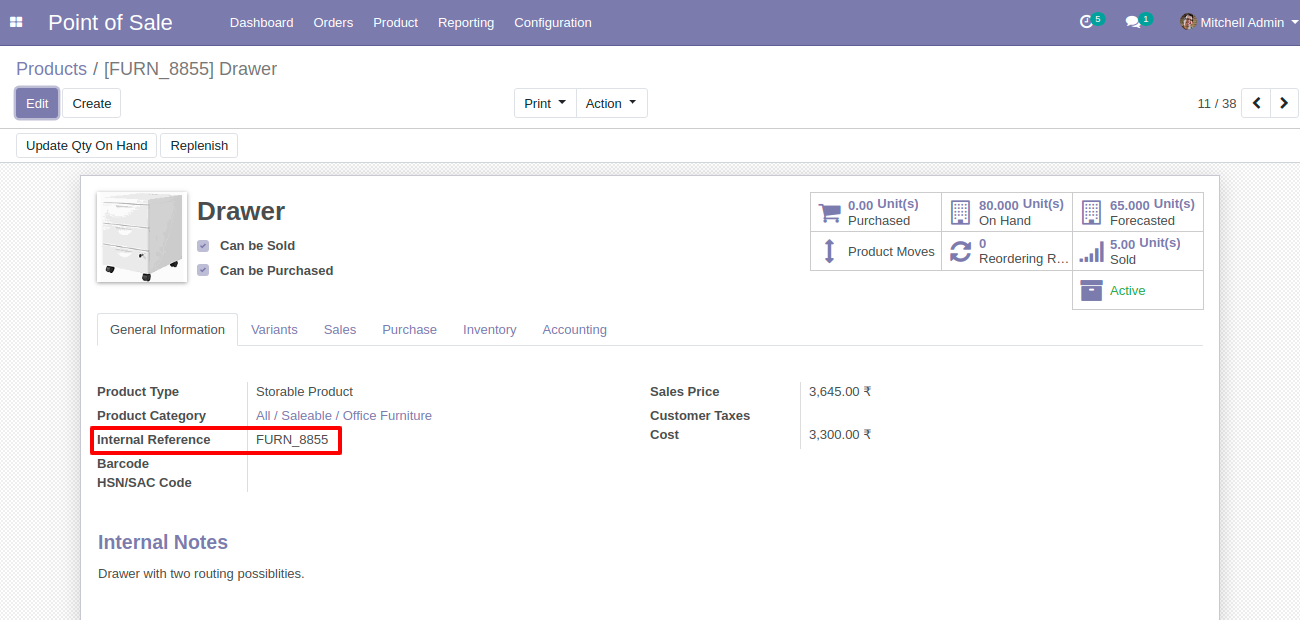 Point of Sale Dashboard Orders Product Reporting Configuration 5 1 Mitchell Admin
Products / [FURN_8855] Drawer
Edit Create Print Action 11 / 38
Update Qty On Hand Replenish
Drawer
Can be Sold
Can be Purchased
0.00 Unit(s) Purchased
80.000 Unit(s) On Hand
65.000 Unit(s) Forecasted
Product Moves
0 Reordering R...
5.00 Unit(s) Sold
Active
General Information Variants Sales Purchase Inventory Accounting
Product Type Storable Product
Product Category All / Saleable / Office Furniture
Internal Reference FURN_8855
Barcode
HSN/SAC Code
Sales Price 3,645.00 ₹
Customer Taxes
Cost 3,300.00 ₹
Internal Notes
Drawer with two routing possiblities.